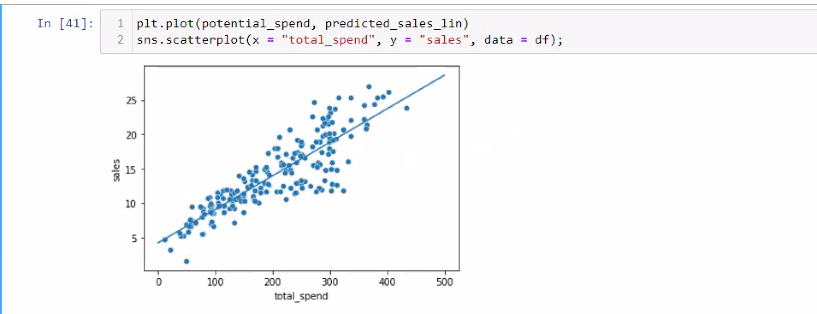 In [41]:
1 plt.plot(potential_spend, predicted_sales_lin)
2 sns.scatterplot(x = "total_spend", y = "sales", data = df);
25
20
15
10
5
sales
0 100 200 300 400 500
total_spend